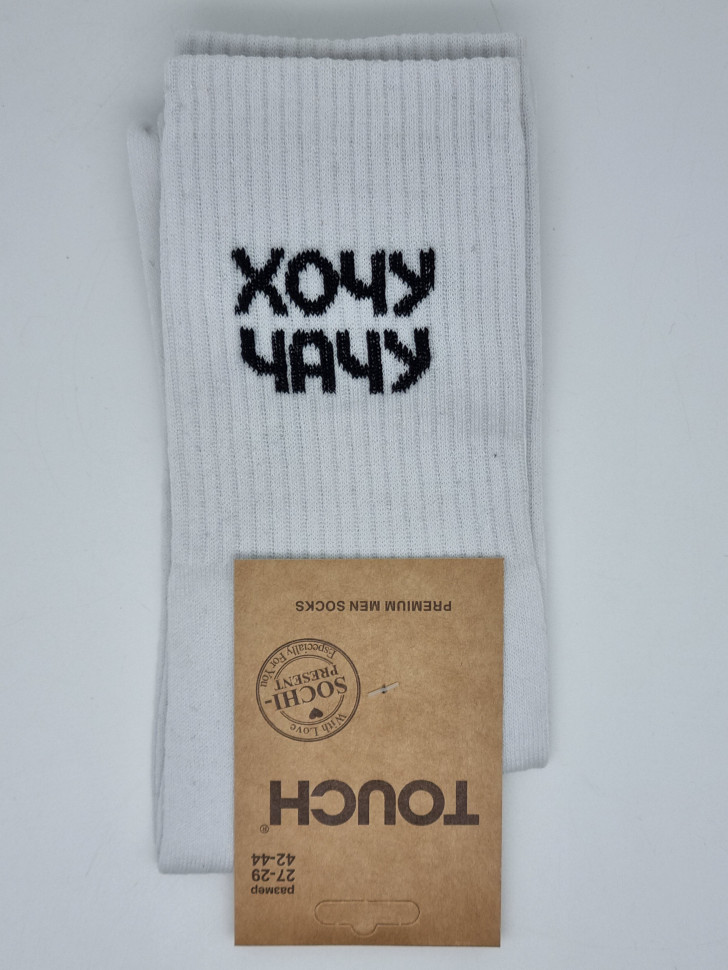 ХОЧУ
ЧАЧУ
размер
27-29
42-44
TOUCH®
With Love
SOCHI-
PRESENT
Especially For You
PREMIUM MEN SOCKS